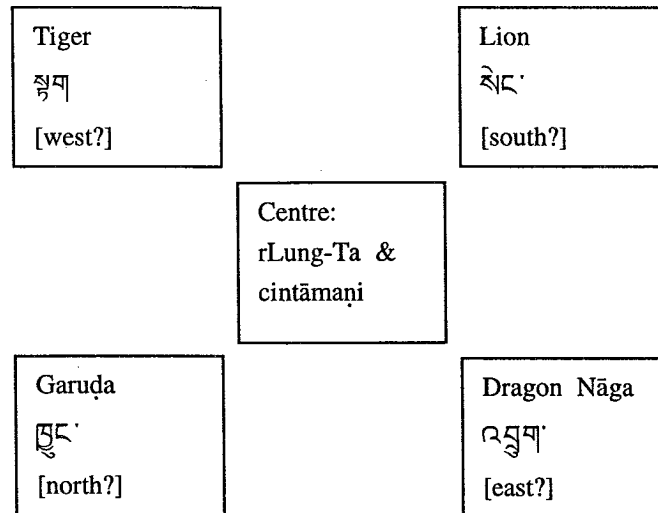 Tiger
སྟག
[west?]
Lion
སེང་
[south?]
Centre:
rLung-Ta &
cintāmaṇi
Garuḍa
ཁྱུང་
[north?]
Dragon Nāga
འབྲུག་
[east?]